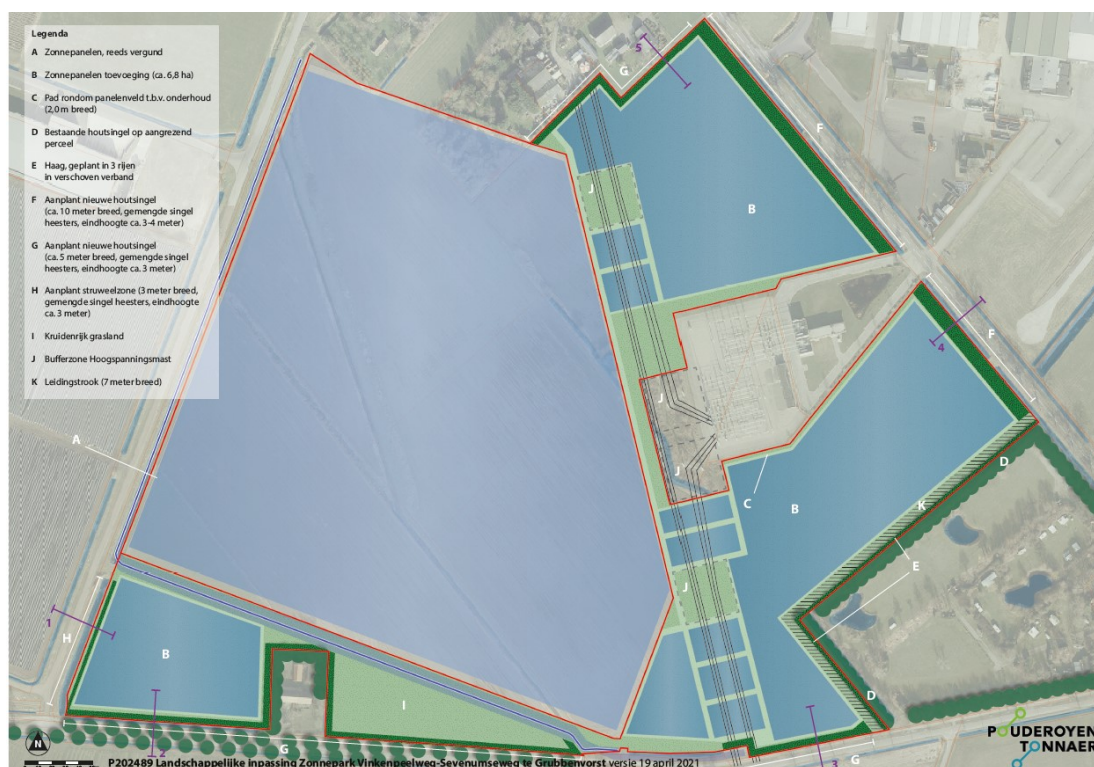 Legenda
A Zonnepanelen, reeds vergund
B Zonnepanelen toevoeging (ca. 6,8 ha)
C Pad rondom panelenveld t.b.v. onderhoud
(2,0 m breed)
D Bestaande houtsingel op aangrezend
perceel
E Haag, geplant in 3 rijen
in verschoven verband
F Aanplant nieuwe houtsingel
(ca. 10 meter breed, gemengde singel
heesters, eindhoogte ca. 3-4 meter)
G Aanplant nieuwe houtsingel
(ca. 5 meter breed, gemengde singel
heesters, eindhoogte ca. 3 meter)
H Aanplant struweelzone (3 meter breed,
gemengde singel heesters, eindhoogte
ca. 3 meter)
I Kruidenrijk grasland
J Bufferzone Hoogspanningsmast
K Leidingstrook (7 meter breed)
5
G
F
J
B
4
F
J
A
J
D
C
B
K
E
J
1
H
B
D
I
N
2
G
3
G
POUDEROYEN
TONNAER
P202489 Landschappelijke inpassing Zonnepark Vinkenpeelweg-Sevenumseweg te Grubbenvorst versie 19 april 2021